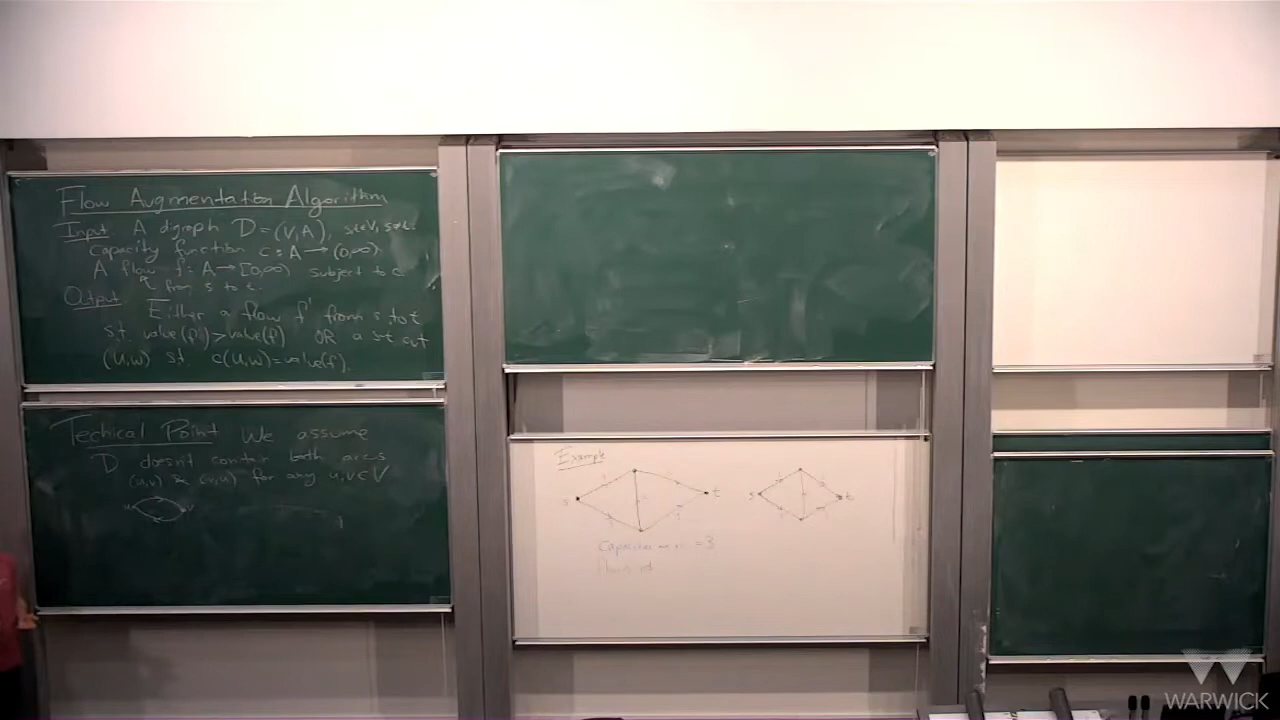 Flow Augmentation Algorithm
Input: A digraph D=(V,A), s,t∈V, s≠t.
Capacity function c: A→(0,∞)
A flow f: A→[0,∞) subject to c.
from s to t.
Output: Either a flow f' from s to t
s.t. value(f')>value(f) OR a s-t cut
(U,W) s.t. c(U,W)=value(f).
Techical Point We assume
D doesn't contain both arcs
(u,v) & (v,u) for any u,v∈V
u v
Example
s t s t
=3
WARWICK